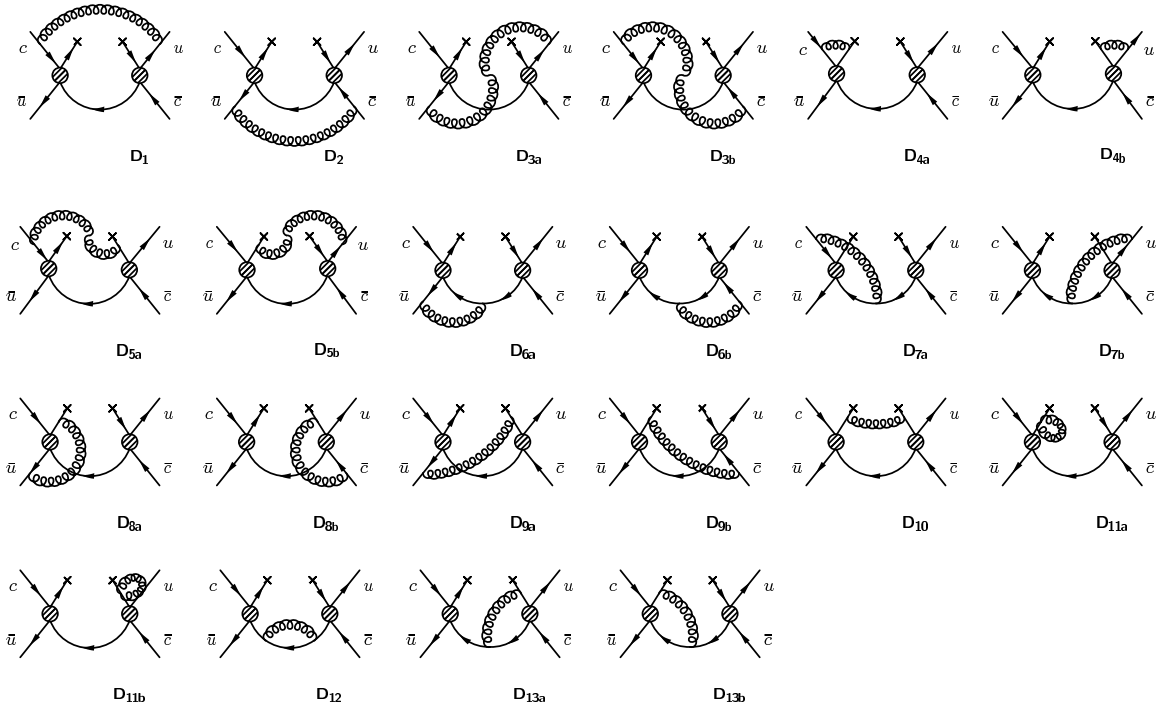 c u c u c u c u c u c u
ū c̄ ū c̄ ū c̄ ū c̄ ū c̄ ū c̄
D1 D2 D3a D3b D4a D4b
c u c u c u c u c u c u
ū c̄ ū c̄ ū c̄ ū c̄ ū c̄ ū c̄
D5a D5b D6a D6b D7a D7b
c u c u c u c u c u c u
ū c̄ ū c̄ ū c̄ ū c̄ ū c̄ ū c̄
D8a D8b D9a D9b D10 D11a
c u c u c u c u
ū c̄ ū c̄ ū c̄ ū c̄
D11b D12 D13a D13b